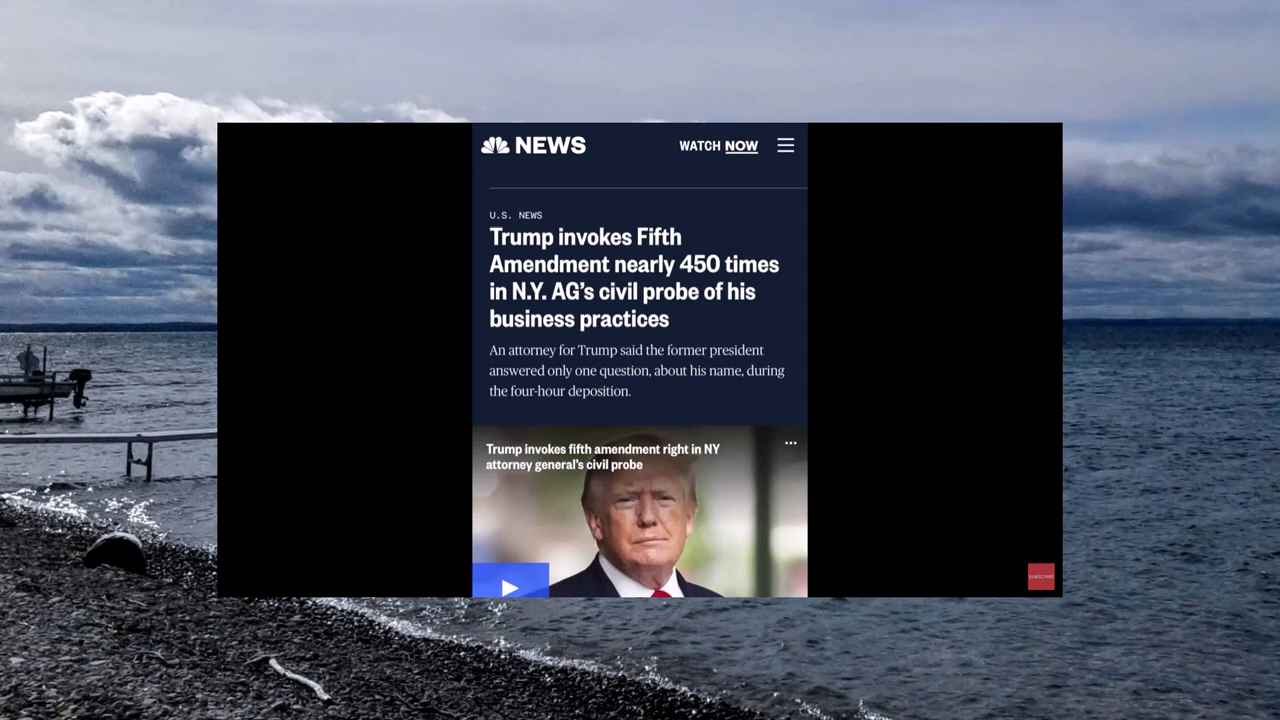 NEWS
WATCH NOW
U.S. NEWS
Trump invokes Fifth
Amendment nearly 450 times
in N.Y. AG's civil probe of his
business practices
An attorney for Trump said the former president
answered only one question, about his name, during
the four-hour deposition.
Trump invokes fifth amendment right in NY
attorney general's civil probe
SUBSCRIBE